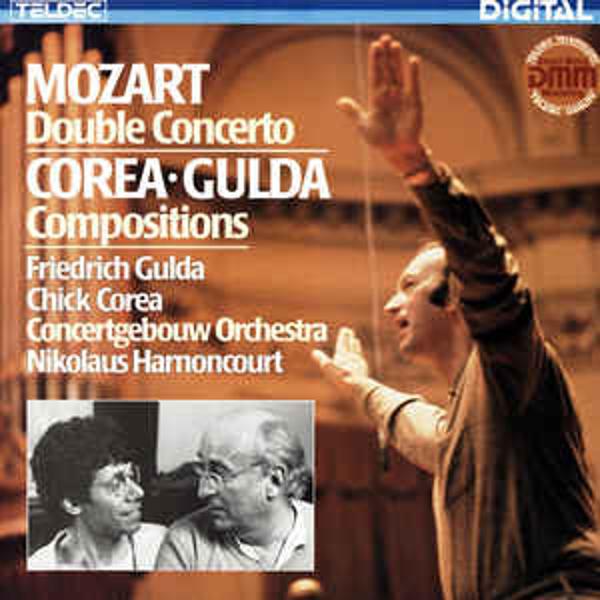 TELDEC
DIGITAL
MOZART
Double Concerto
COREA·GULDA
Compositions
Friedrich Gulda
Chick Corea
Concertgebouw Orchestra
Nikolaus Harnoncourt
DMM